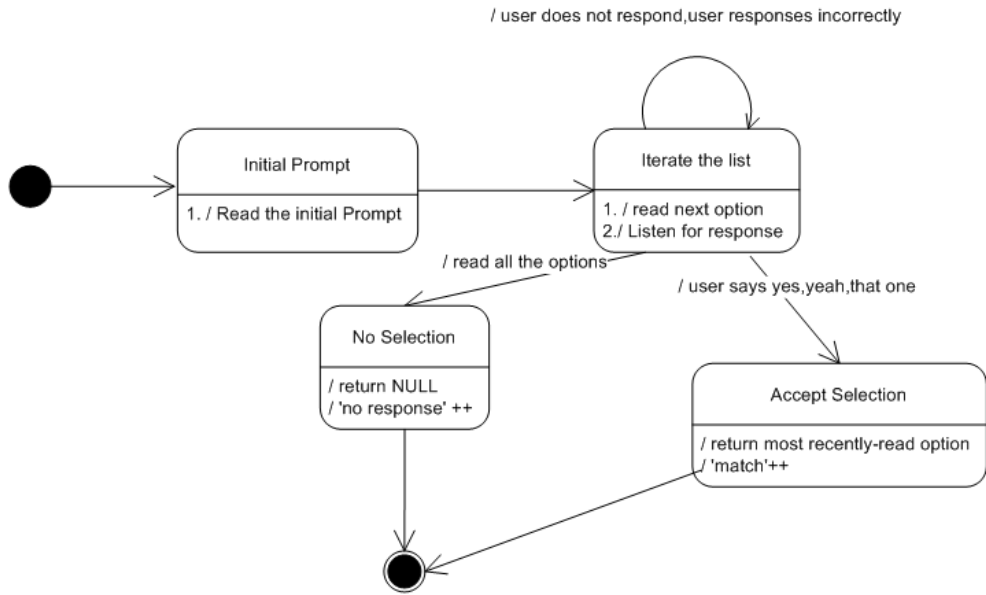 / user does not respond,user responses incorrectly
Initial Prompt
1. / Read the initial Prompt
Iterate the list
1. / read next option
2./ Listen for response
/ read all the options
/ user says yes,yeah,that one
No Selection
/ return NULL
/ 'no response' ++
Accept Selection
/ return most recently-read option
/ 'match'++